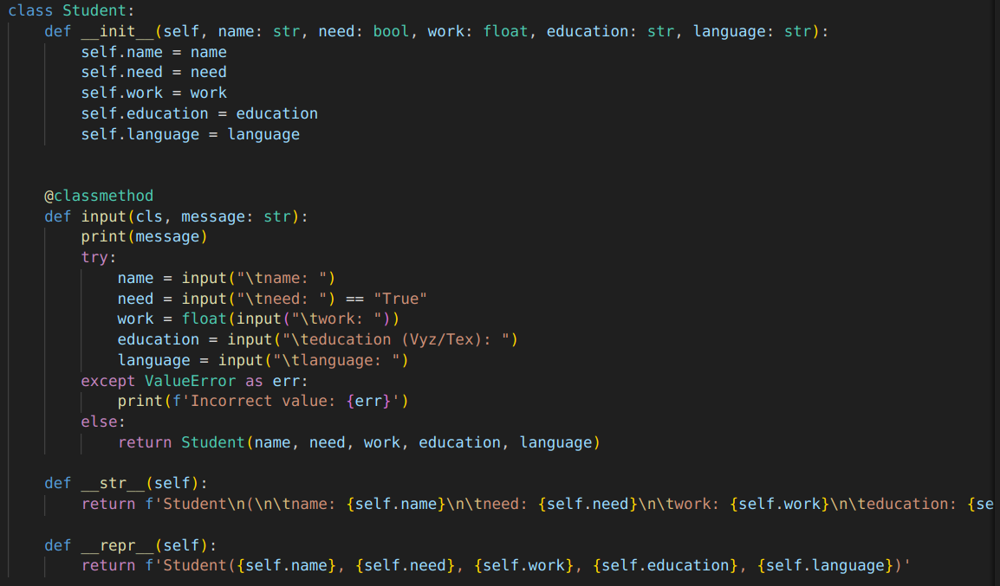 class Student:
    def __init__(self, name: str, need: bool, work: float, education: str, language: str):
        self.name = name
        self.need = need
        self.work = work
        self.education = education
        self.language = language


    @classmethod
    def input(cls, message: str):
        print(message)
        try:
            name = input("\tname: ")
            need = input("\tneed: ") == "True"
            work = float(input("\twork: "))
            education = input("\teducation (Vyz/Tex): ")
            language = input("\tlanguage: ")
        except ValueError as err:
            print(f'Incorrect value: {err}')
        else:
            return Student(name, need, work, education, language)

    def __str__(self):
        return f'Student\n(\n\tname: {self.name}\n\tneed: {self.need}\n\twork: {self.work}\n\teducation: {se

    def __repr__(self):
        return f'Student({self.name}, {self.need}, {self.work}, {self.education}, {self.language})'